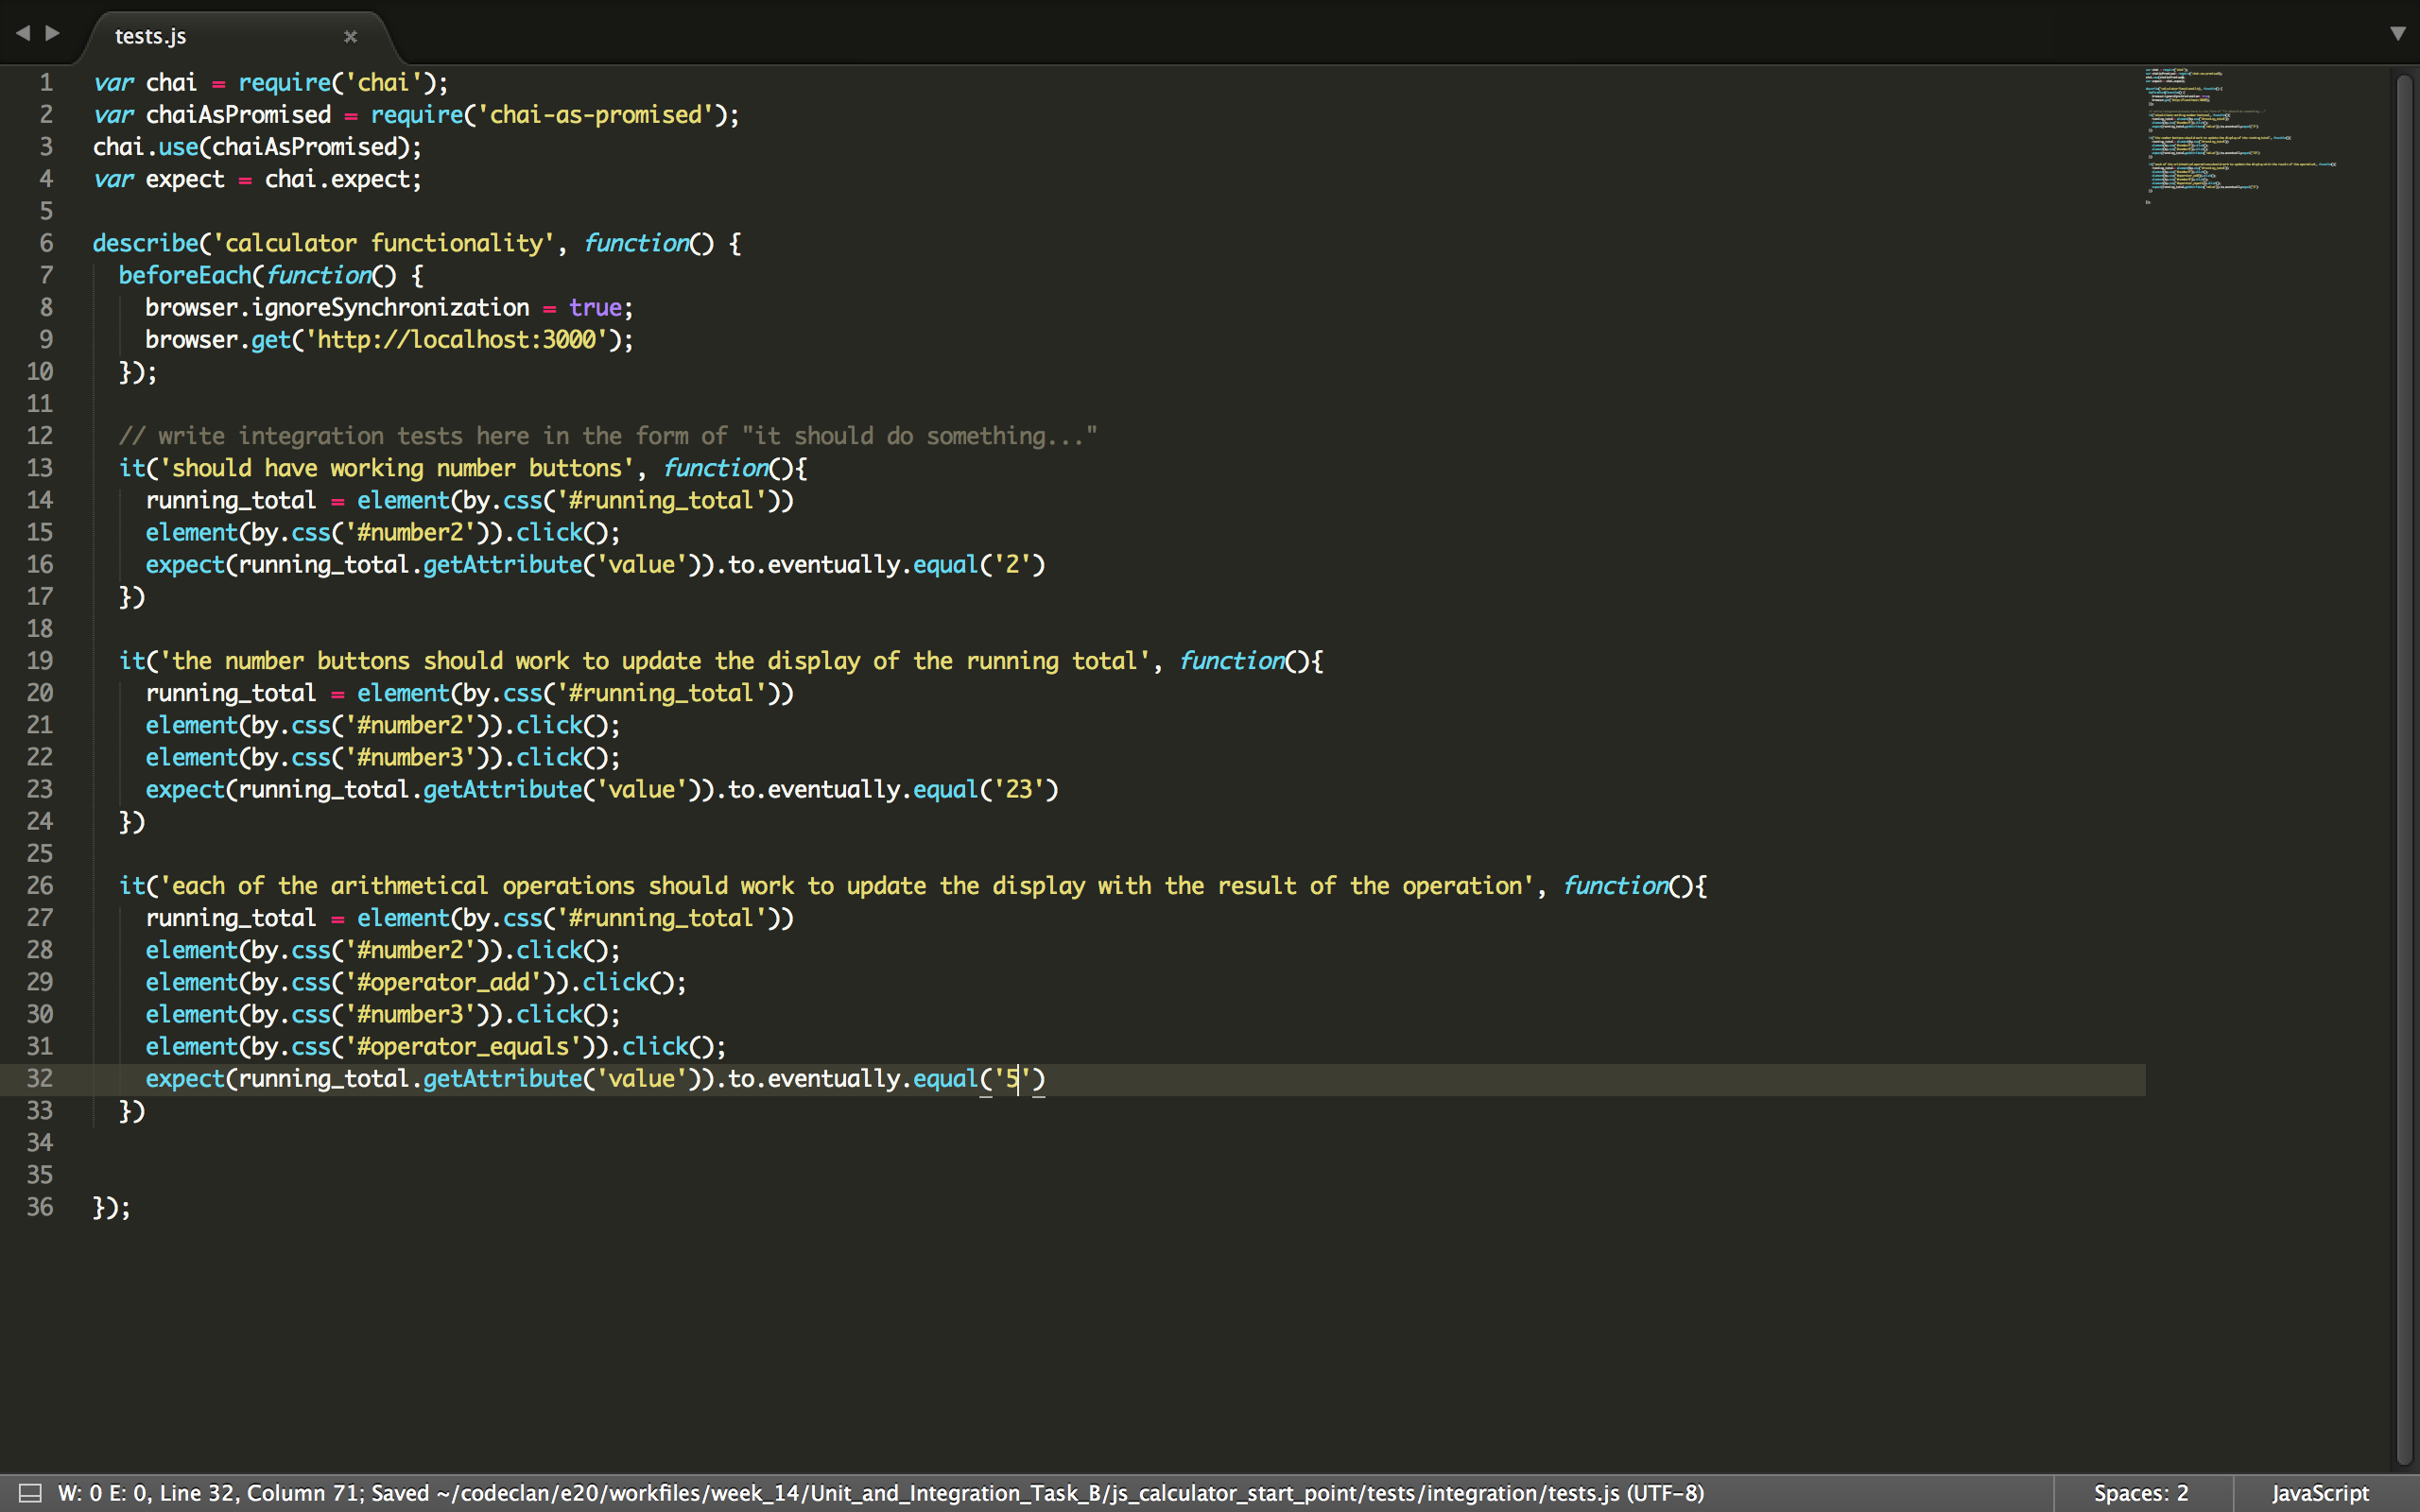 tests.js
1 var chai = require('chai');
2 var chaiAsPromised = require('chai-as-promised');
3 chai.use(chaiAsPromised);
4 var expect = chai.expect;
5
6 describe('calculator functionality', function() {
7 beforeEach(function() {
8 browser.ignoreSynchronization = true;
9 browser.get('http://localhost:3000');
10 });
11
12 // write integration tests here in the form of "it should do something..."
13 it('should have working number buttons', function(){
14 running_total = element(by.css('#running_total'))
15 element(by.css('#number2')).click();
16 expect(running_total.getAttribute('value')).to.eventually.equal('2')
17 })
18
19 it('the number buttons should work to update the display of the running total', function(){
20 running_total = element(by.css('#running_total'))
21 element(by.css('#number2')).click();
22 element(by.css('#number3')).click();
23 expect(running_total.getAttribute('value')).to.eventually.equal('23')
24 })
25
26 it('each of the arithmetical operations should work to update the display with the result of the operation', function(){
27 running_total = element(by.css('#running_total'))
28 element(by.css('#number2')).click();
29 element(by.css('#operator_add')).click();
30 element(by.css('#number3')).click();
31 element(by.css('#operator_equals')).click();
32 expect(running_total.getAttribute('value')).to.eventually.equal('5')
33 })
34
35
36 });
W: 0 E: 0, Line 32, Column 71; Saved ~/codeclan/e20/workfiles/week_14/Unit_and_Integration_Task_B/js_calculator_start_point/tests/integration/tests.js (UTF-8)
Spaces: 2
JavaScript